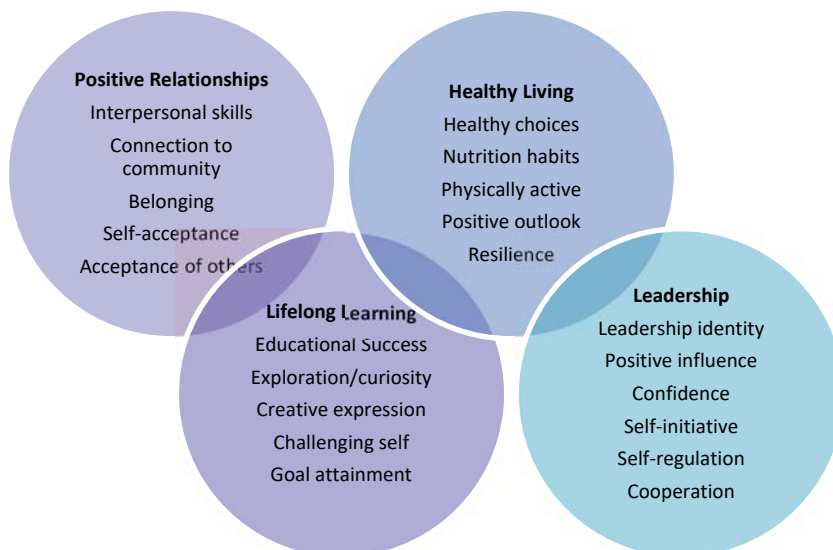 Positive Relationships
Interpersonal skills
Connection to
community
Belonging
Self-acceptance
Acceptance of others
Healthy Living
Healthy choices
Nutrition habits
Physically active
Positive outlook
Resilience
Lifelong Learning
Educational Success
Exploration/curiosity
Creative expression
Challenging self
Goal attainment
Leadership
Leadership identity
Positive influence
Confidence
Self-initiative
Self-regulation
Cooperation